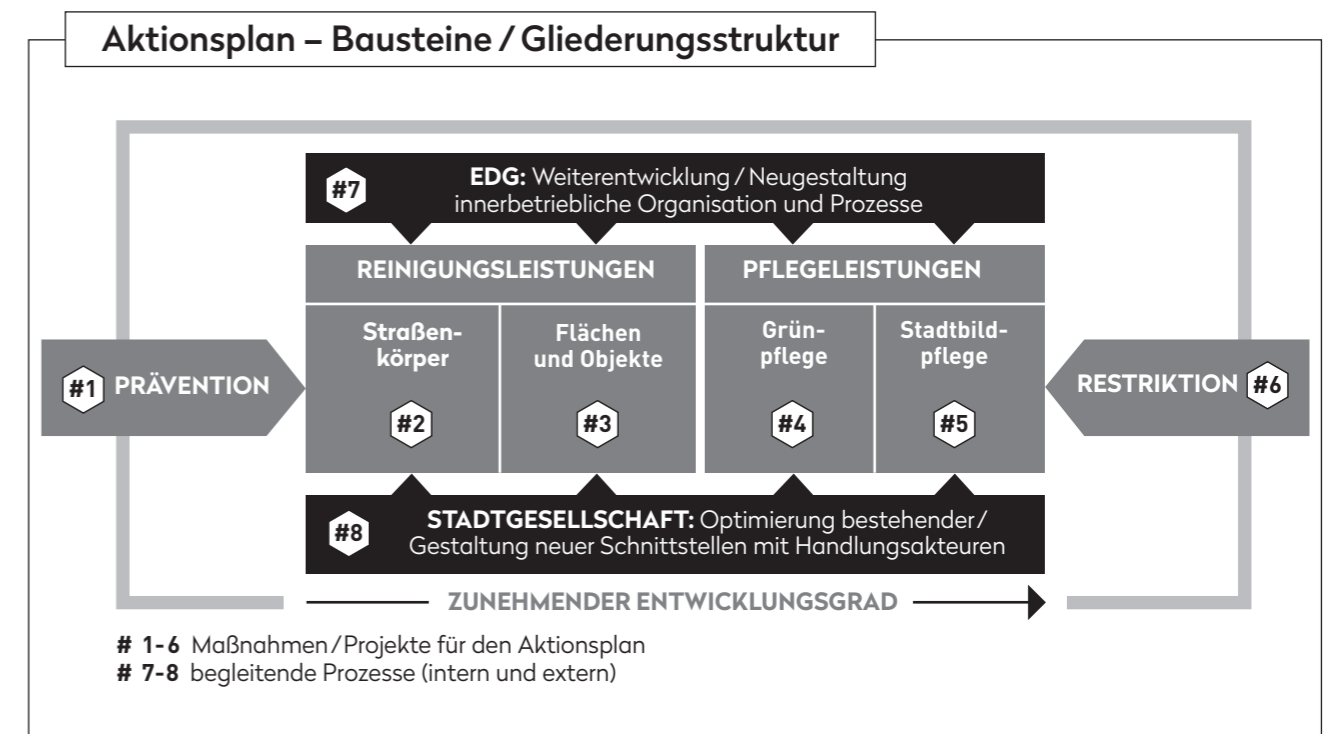 Aktionsplan – Bausteine / Gliederungsstruktur
#7
EDG: Weiterentwicklung / Neugestaltung
innerbetriebliche Organisation und Prozesse
REINIGUNGSLEISTUNGEN
PFLEGELEISTUNGEN
#1 PRÄVENTION
Straßen-
körper
#2
Flächen
und Objekte
#3
Grün-
pflege
#4
Stadtbild-
pflege
#5
RESTRIKTION #6
#8
STADTGESELLSCHAFT: Optimierung bestehender /
Gestaltung neuer Schnittstellen mit Handlungsakteuren
ZUNEHMENDER ENTWICKLUNGSGRAD
# 1-6 Maßnahmen / Projekte für den Aktionsplan
# 7-8 begleitende Prozesse (intern und extern)